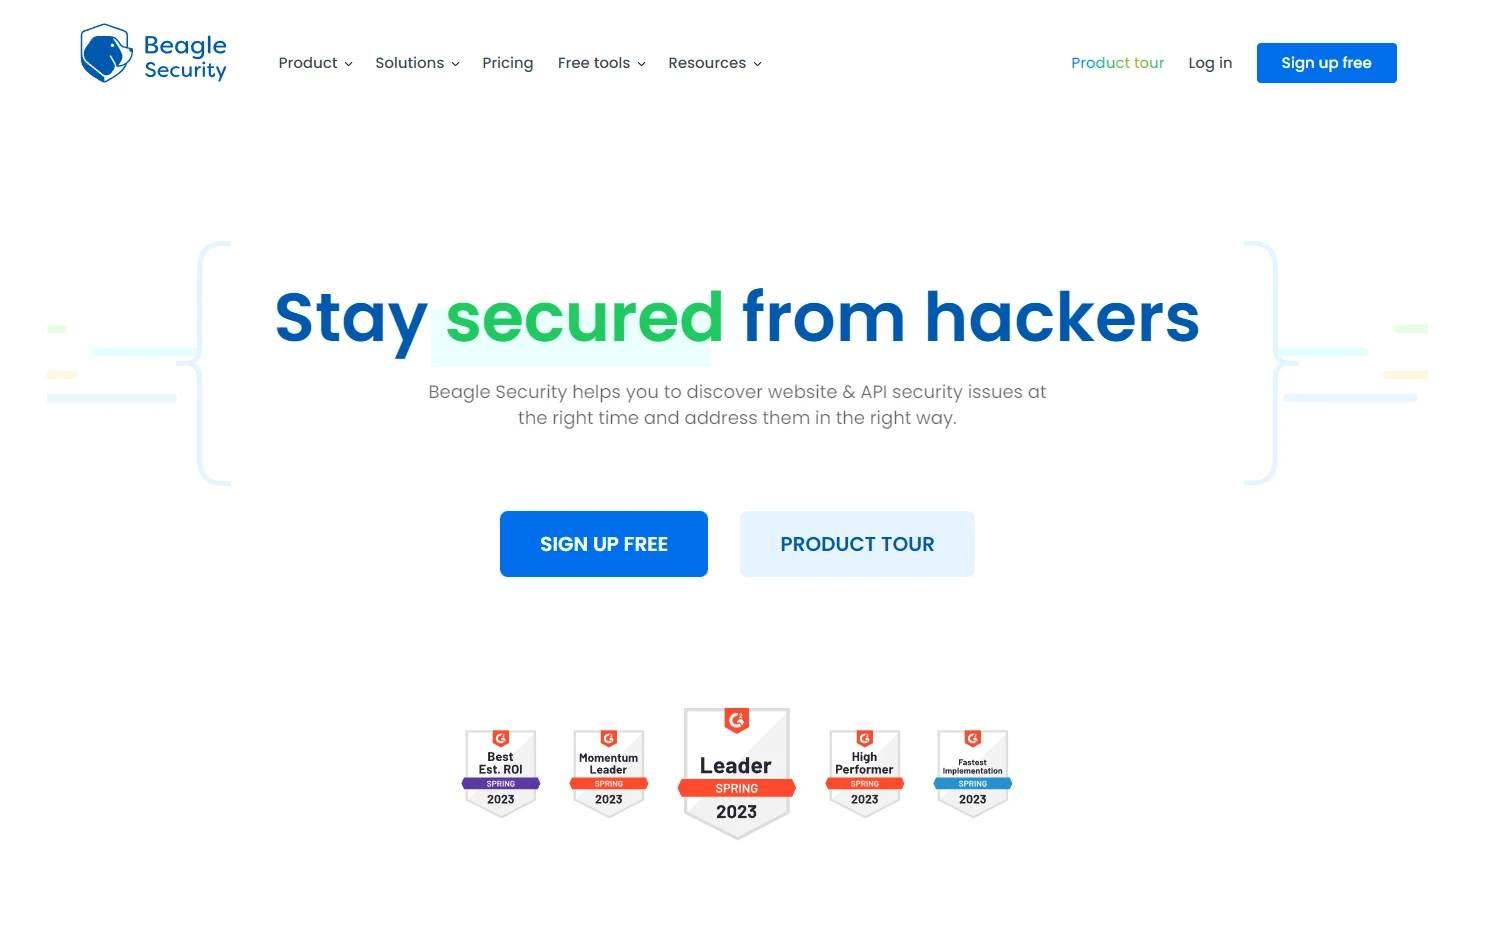 Beagle
Security
Product
Solutions
Pricing
Free tools
Resources
Product tour
Log in
Sign up free
Stay secured from hackers
Beagle Security helps you to discover website & API security issues at
the right time and address them in the right way.
SIGN UP FREE
PRODUCT TOUR
Best
Est. ROI
SPRING
2023
Momentum
Leader
SPRING
2023
Leader
SPRING
2023
High
Performer
SPRING
2023
Fastest
Implementation
SPRING
2023